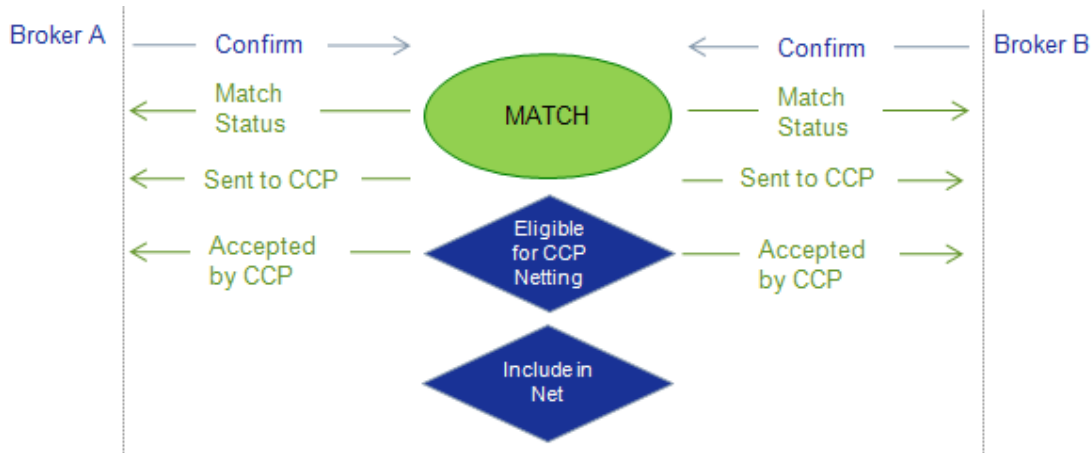 Broker A
Confirm
Confirm
Broker B
Match
Status
MATCH
Match
Status
Sent to CCP
Sent to CCP
Accepted
by CCP
Eligible
for CCP
Netting
Accepted
by CCP
Include in
Net